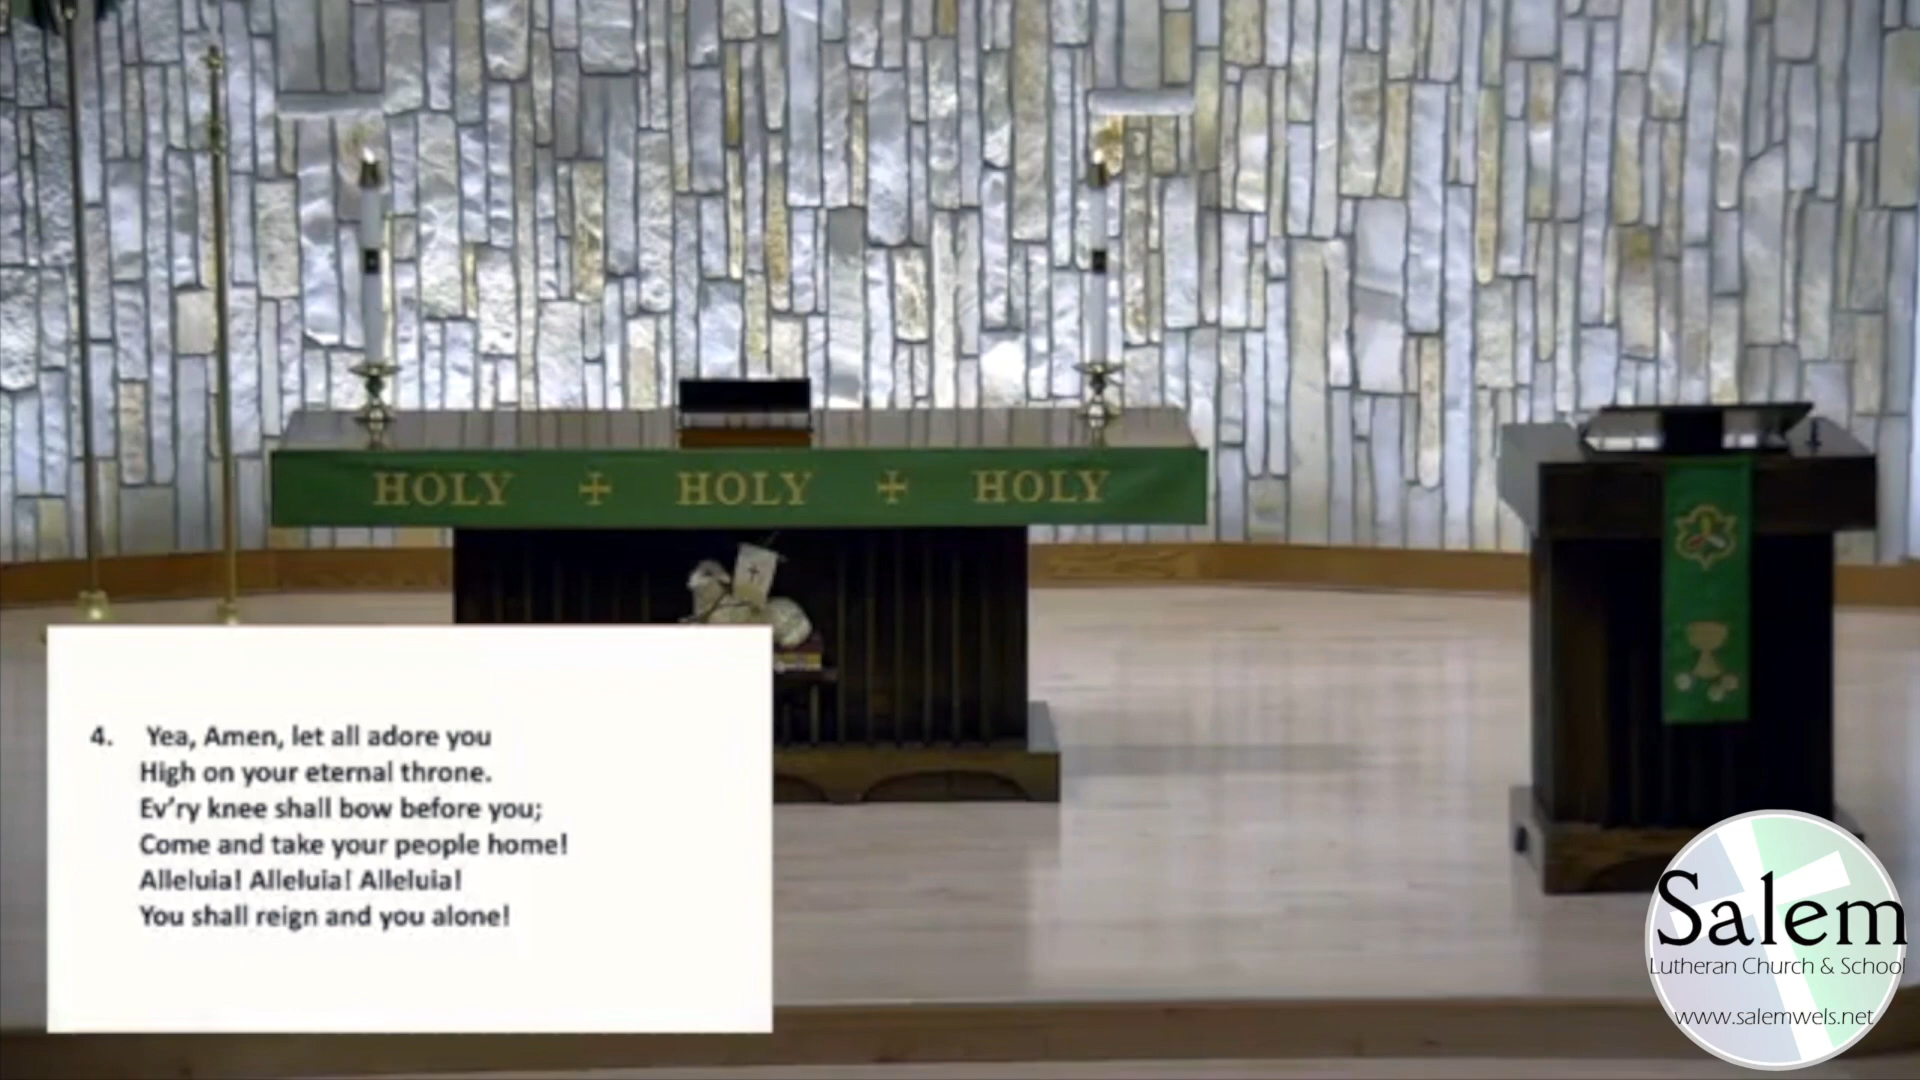 HOLY HOLY HOLY
4. Yea, Amen, let all adore you
High on your eternal throne.
Ev'ry knee shall bow before you;
Come and take your people home!
Alleluia! Alleluia! Alleluia!
You shall reign and you alone!
Salem
Lutheran Church & School
www.salemwels.net